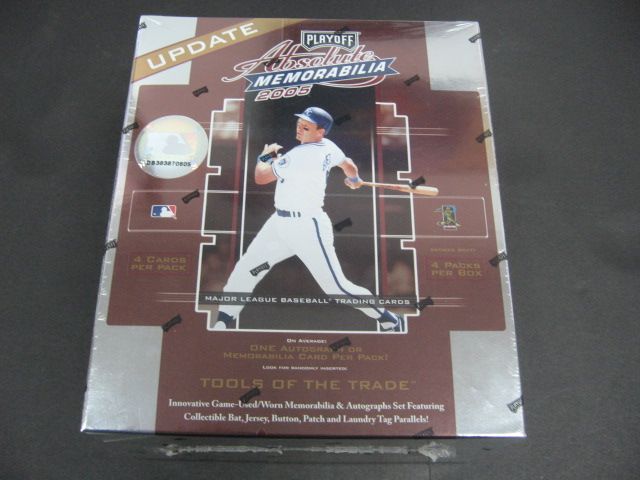 UPDATE
PLAYOFF
Absolute
MEMORABILIA
2005
4 CARDS
PER PACK
4 PACKS
PER BOX
MAJOR LEAGUE BASEBALL TRADING CARDS
ON AVERAGE!
ONE AUTOGRAPH OR
MEMORABILIA CARD PER PACK!
LOOK FOR RANDOMLY INSERTED!
TOOLS OF THE TRADE™
Innovative Game-Used/Worn Memorabilia & Autographs Set Featuring
Collectible Bat, Jersey, Button, Patch and Laundry Tag Parallels!